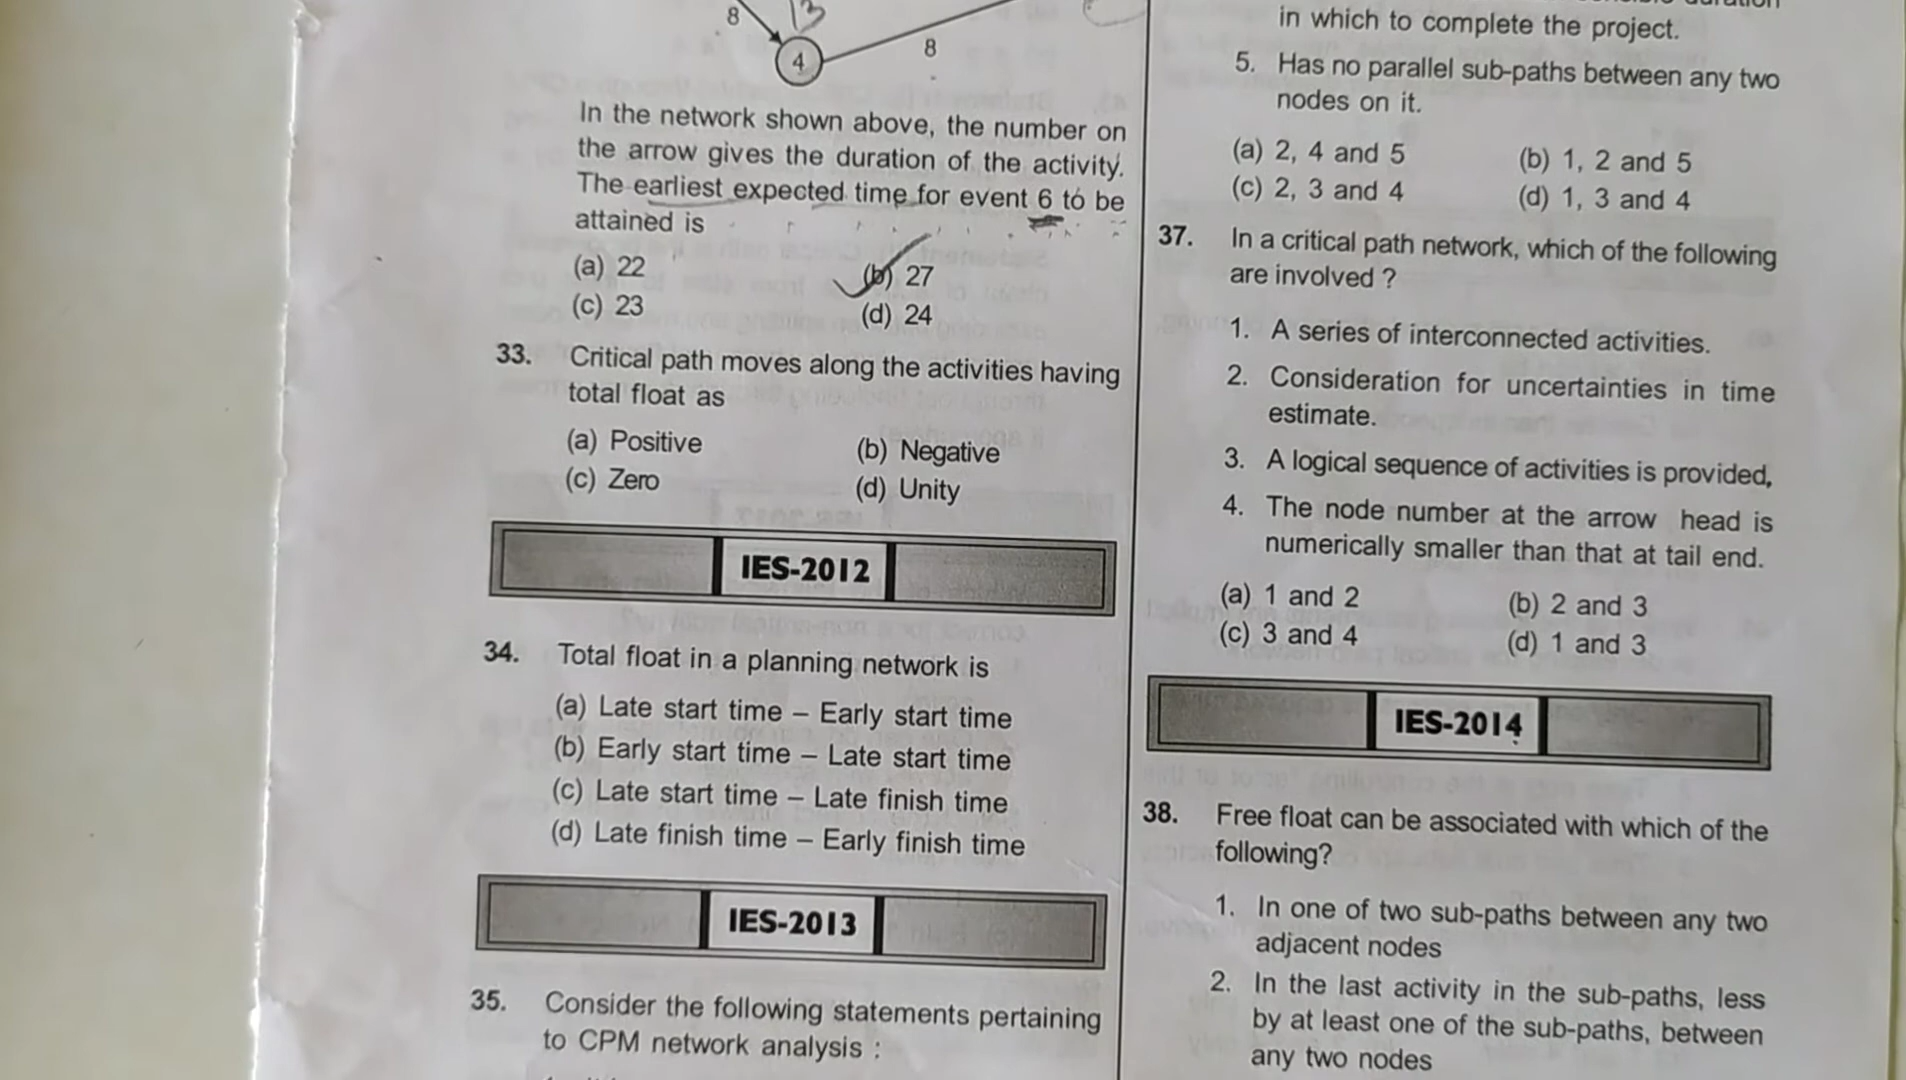 8
13
4
8
In the network shown above, the number on
the arrow gives the duration of the activity.
The earliest expected time for event 6 to be
attained is
(a) 22
(b) 27
(c) 23
(d) 24
33. Critical path moves along the activities having
total float as
(a) Positive
(b) Negative
(c) Zero
(d) Unity
IES-2012
34. Total float in a planning network is
(a) Late start time – Early start time
(b) Early start time – Late start time
(c) Late start time – Late finish time
(d) Late finish time – Early finish time
IES-2013
35. Consider the following statements pertaining
to CPM network analysis :
in which to complete the project.
5. Has no parallel sub-paths between any two
nodes on it.
(a) 2, 4 and 5
(b) 1, 2 and 5
(c) 2, 3 and 4
(d) 1, 3 and 4
37. In a critical path network, which of the following
are involved ?
1. A series of interconnected activities.
2. Consideration for uncertainties in time
estimate.
3. A logical sequence of activities is provided,
4. The node number at the arrow head is
numerically smaller than that at tail end.
(a) 1 and 2
(b) 2 and 3
(c) 3 and 4
(d) 1 and 3
IES-2014
38. Free float can be associated with which of the
following?
1. In one of two sub-paths between any two
adjacent nodes
2. In the last activity in the sub-paths, less
by at least one of the sub-paths, between
any two nodes